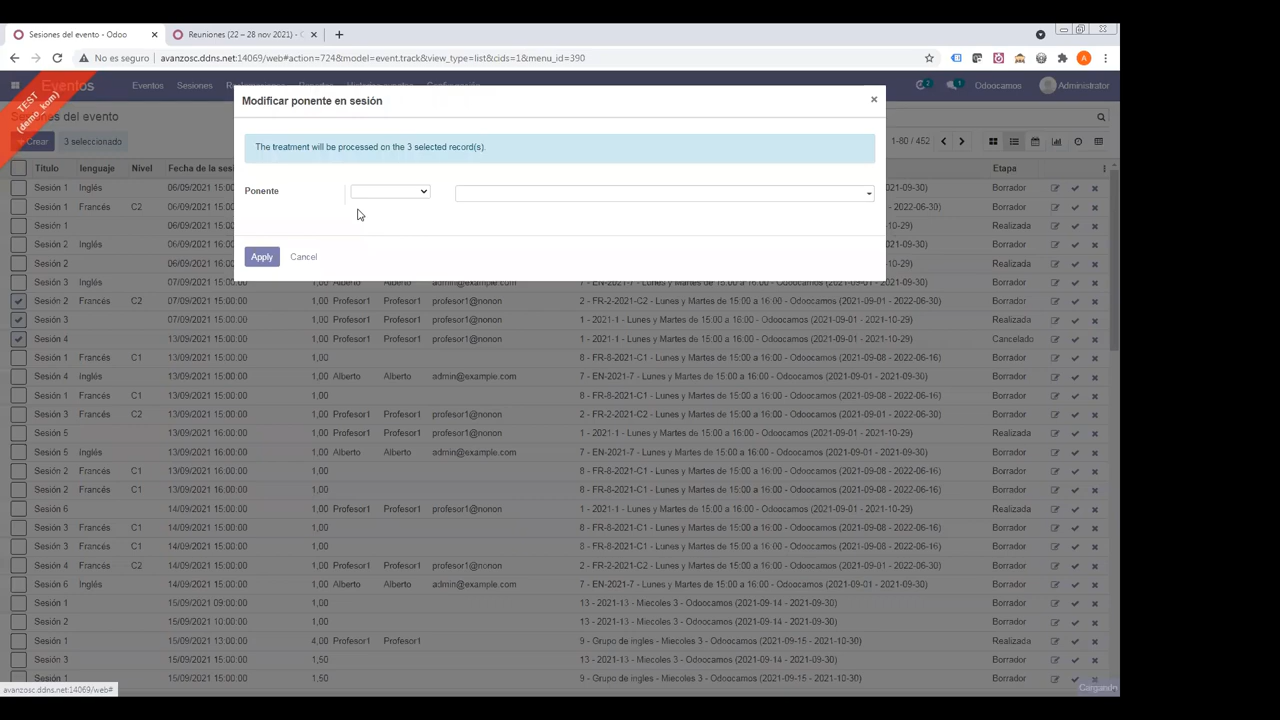 Sesiones del evento - Odoo
Reuniones (22 – 28 nov 2021) -
No es seguro
avanzosc.ddns.net:14069/web#action=724&model=event.track&view_type=list&cids=1&menu_id=390
TEST
(demo_kom)
Eventos
Eventos
Sesiones
2
1
Odoocamos
Administrator
Sesiones del evento
Modificar ponente en sesión
The treatment will be processed on the 3 selected record(s).
Ponente
Apply
Cancel
Crear
3 seleccionado
1-80 / 452
Título lenguaje Nivel Fecha de la sesi Etapa
Sesión 1 Inglés 06/09/2021 15:00 -2021-09-30) Borrador
Sesión 1 Francés C2 06/09/2021 15:00 2022-06-30) Borrador
Sesión 1 06/09/2021 15:00 021-10-29) Realizada
Sesión 2 Inglés 06/09/2021 16:00 -2021-09-30) Borrador
Sesión 2 06/09/2021 16:00 021-10-29) Realizada
Sesión 3 Inglés 07/09/2021 15:00:00 1,00 Alberto Alberto admin@example.com 7 - EN-2021-7 - Lunes y Martes de 15:00 a 16:00 - Odoocamos (2021-09-01 - 2021-09-30) Borrador
Sesión 2 Francés C2 07/09/2021 15:00:00 1,00 Profesor1 Profesor1 profesor1@nonon 2 - FR-2-2021-C2 - Lunes y Martes de 15:00 a 16:00 - Odoocamos (2021-09-01 - 2022-06-30) Borrador
Sesión 3 07/09/2021 15:00:00 1,00 Profesor1 Profesor1 profesor1@nonon 1 - 2021-1 - Lunes y Martes de 15:00 a 16:00 - Odoocamos (2021-09-01 - 2021-10-29) Realizada
Sesión 4 13/09/2021 15:00:00 1,00 Profesor1 Profesor1 profesor1@nonon 1 - 2021-1 - Lunes y Martes de 15:00 a 16:00 - Odoocamos (2021-09-01 - 2021-10-29) Cancelado
Sesión 1 Francés C1 13/09/2021 15:00:00 1,00 8 - FR-8-2021-C1 - Lunes y Martes de 15:00 a 16:00 - Odoocamos (2021-09-08 - 2022-06-16) Borrador
Sesión 4 Inglés 13/09/2021 15:00:00 1,00 Alberto Alberto admin@example.com 7 - EN-2021-7 - Lunes y Martes de 15:00 a 16:00 - Odoocamos (2021-09-01 - 2021-09-30) Borrador
Sesión 1 Francés C1 13/09/2021 15:00:00 1,00 8 - FR-8-2021-C1 - Lunes y Martes de 15:00 a 16:00 - Odoocamos (2021-09-08 - 2022-06-16) Borrador
Sesión 3 Francés C2 13/09/2021 15:00:00 1,00 Profesor1 Profesor1 profesor1@nonon 2 - FR-2-2021-C2 - Lunes y Martes de 15:00 a 16:00 - Odoocamos (2021-09-01 - 2022-06-30) Borrador
Sesión 5 13/09/2021 16:00:00 1,00 Profesor1 Profesor1 profesor1@nonon 1 - 2021-1 - Lunes y Martes de 15:00 a 16:00 - Odoocamos (2021-09-01 - 2021-10-29) Realizada
Sesión 5 Inglés 13/09/2021 16:00:00 1,00 Alberto Alberto admin@example.com 7 - EN-2021-7 - Lunes y Martes de 15:00 a 16:00 - Odoocamos (2021-09-01 - 2021-09-30) Borrador
Sesión 2 Francés C1 13/09/2021 16:00:00 1,00 8 - FR-8-2021-C1 - Lunes y Martes de 15:00 a 16:00 - Odoocamos (2021-09-08 - 2022-06-16) Borrador
Sesión 2 Francés C1 13/09/2021 16:00:00 1,00 8 - FR-8-2021-C1 - Lunes y Martes de 15:00 a 16:00 - Odoocamos (2021-09-08 - 2022-06-16) Borrador
Sesión 6 14/09/2021 15:00:00 1,00 1 - 2021-1 - Lunes y Martes de 15:00 a 16:00 - Odoocamos (2021-09-01 - 2021-10-29) Realizada
Sesión 3 Francés C1 14/09/2021 15:00:00 1,00 8 - FR-8-2021-C1 - Lunes y Martes de 15:00 a 16:00 - Odoocamos (2021-09-08 - 2022-06-16) Borrador
Sesión 3 Francés C1 14/09/2021 15:00:00 1,00 8 - FR-8-2021-C1 - Lunes y Martes de 15:00 a 16:00 - Odoocamos (2021-09-08 - 2022-06-16) Borrador
Sesión 4 Francés C2 14/09/2021 15:00:00 1,00 Profesor1 Profesor1 profesor1@nonon 2 - FR-2-2021-C2 - Lunes y Martes de 15:00 a 16:00 - Odoocamos (2021-09-01 - 2022-06-30) Borrador
Sesión 6 Inglés 14/09/2021 15:00:00 1,00 Alberto Alberto admin@example.com 7 - EN-2021-7 - Lunes y Martes de 15:00 a 16:00 - Odoocamos (2021-09-01 - 2021-09-30) Borrador
Sesión 1 15/09/2021 09:00:00 1,00 13 - 2021-13 - Miecoles 3 - Odoocamos (2021-09-14 - 2021-09-30) Borrador
Sesión 2 15/09/2021 10:00:00 1,00 13 - 2021-13 - Miecoles 3 - Odoocamos (2021-09-14 - 2021-09-30) Borrador
Sesión 1 15/09/2021 13:00:00 4,00 Profesor1 Profesor1 9 - Grupo de ingles - Miecoles 3 - Odoocamos (2021-09-15 - 2021-10-30) Realizada
Sesión 3 15/09/2021 15:00:00 1,50 13 - 2021-13 - Miecoles 3 - Odoocamos (2021-09-14 - 2021-09-30) Borrador
Sesión 1 15/09/2021 15:00:00 1,50 9 - Grupo de ingles - Miecoles 3 - Odoocamos (2021-09-15 - 2021-10-30) Borrador
avanzosc.ddns.net:14069/web#
Cargando